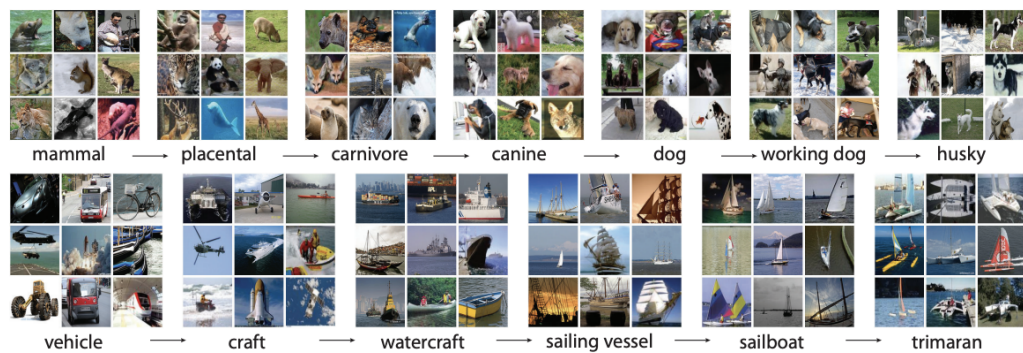 mammal → placental → carnivore → canine → dog → working dog → husky
vehicle → craft → watercraft → sailing vessel → sailboat → trimaran